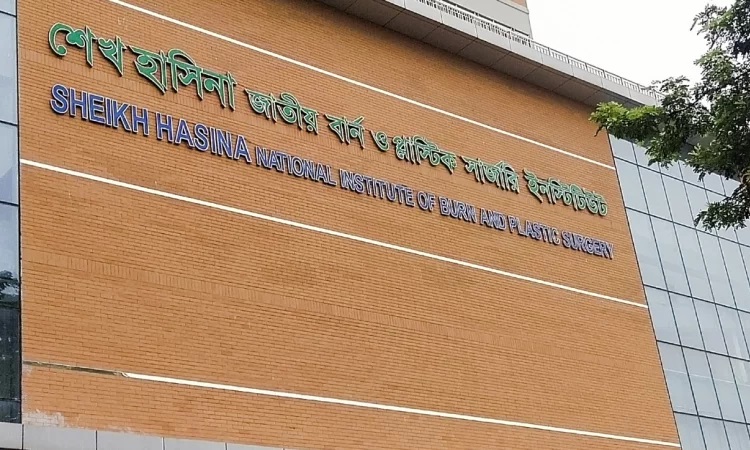 শেখ হাসিনা জাতীয় বার্ন ও প্লাস্টিক সার্জারি ইনস্টিটিউট
SHEIKH HASINA NATIONAL INSTITUTE OF BURN AND PLASTIC SURGERY